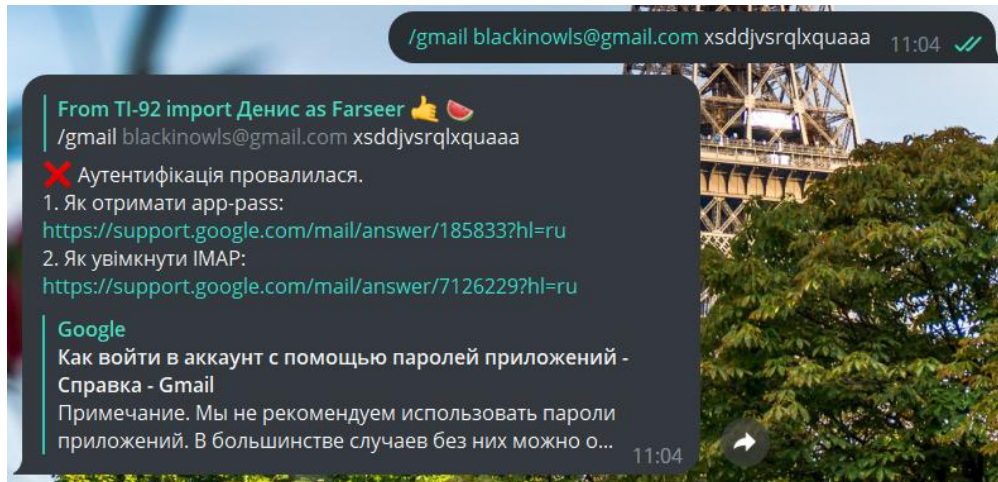 /gmail blackinowls@gmail.com xsddjvsrqlxquaaa 11:04
From TI-92 import Денис as Farseer 🤙 🍉
/gmail blackinowls@gmail.com xsddjvsrqlxquaaa
❌ Аутентифікація провалилася.
1. Як отримати app-pass:
https://support.google.com/mail/answer/185833?hl=ru
2. Як увімкнути IMAP:
https://support.google.com/mail/answer/7126229?hl=ru
Google
Как войти в аккаунт с помощью паролей приложений -
Справка - Gmail
Примечание. Мы не рекомендуем использовать пароли
приложений. В большинстве случаев без них можно о...
11:04